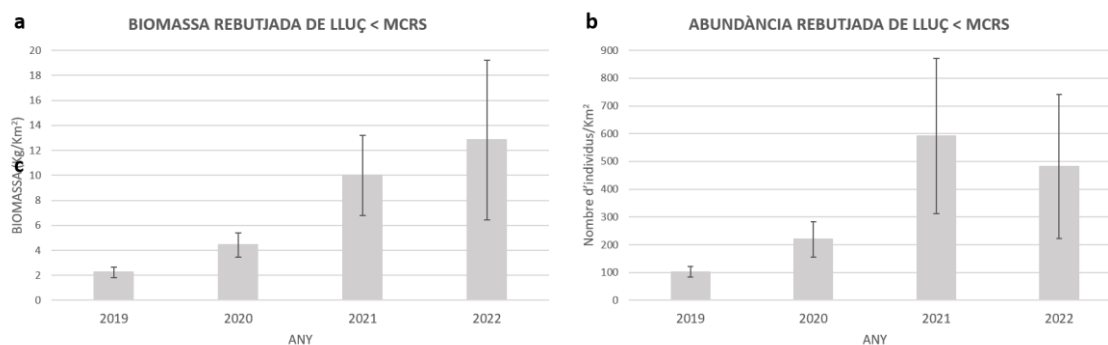 a
BIOMASSA REBUTJADA DE LLUÇ < MCRS
20
18
16
14
12
10
8
6
4
2
0
BIOMASSA (Kg/Km²)
c
2019 2020 2021 2022
ANY
b
ABUNDÀNCIA REBUTJADA DE LLUÇ < MCRS
900
800
700
600
500
400
300
200
100
0
Nombre d'individus/Km²
2019 2020 2021 2022
ANY